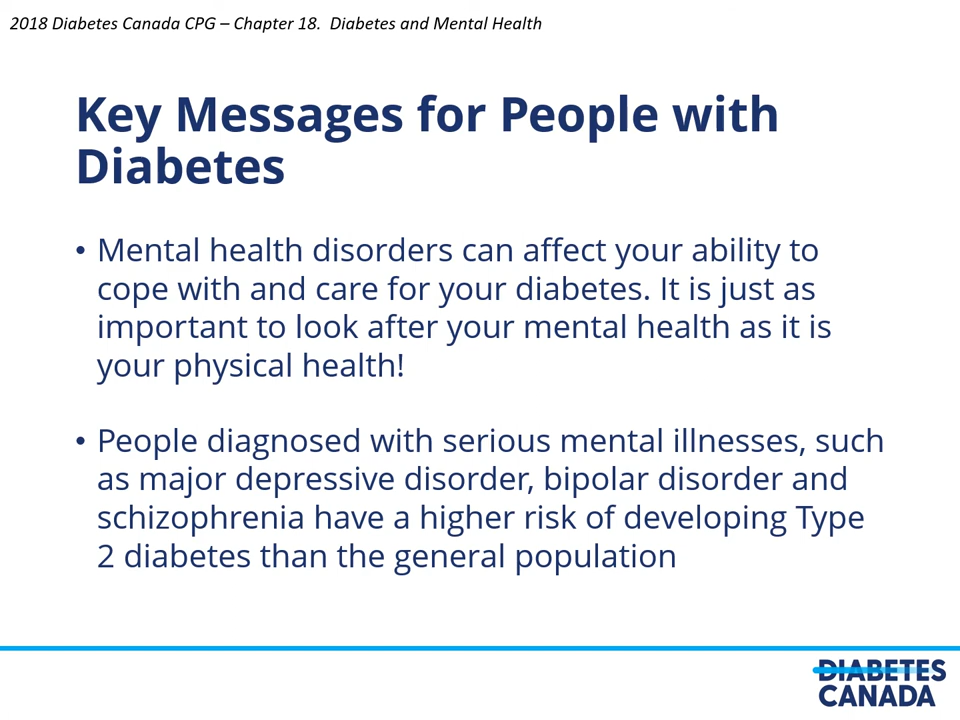 2018 Diabetes Canada CPG – Chapter 18. Diabetes and Mental Health
Key Messages for People with
Diabetes
• Mental health disorders can affect your ability to
cope with and care for your diabetes. It is just as
important to look after your mental health as it is
your physical health!
• People diagnosed with serious mental illnesses, such
as major depressive disorder, bipolar disorder and
schizophrenia have a higher risk of developing Type
2 diabetes than the general population
DIABETES
CANADA